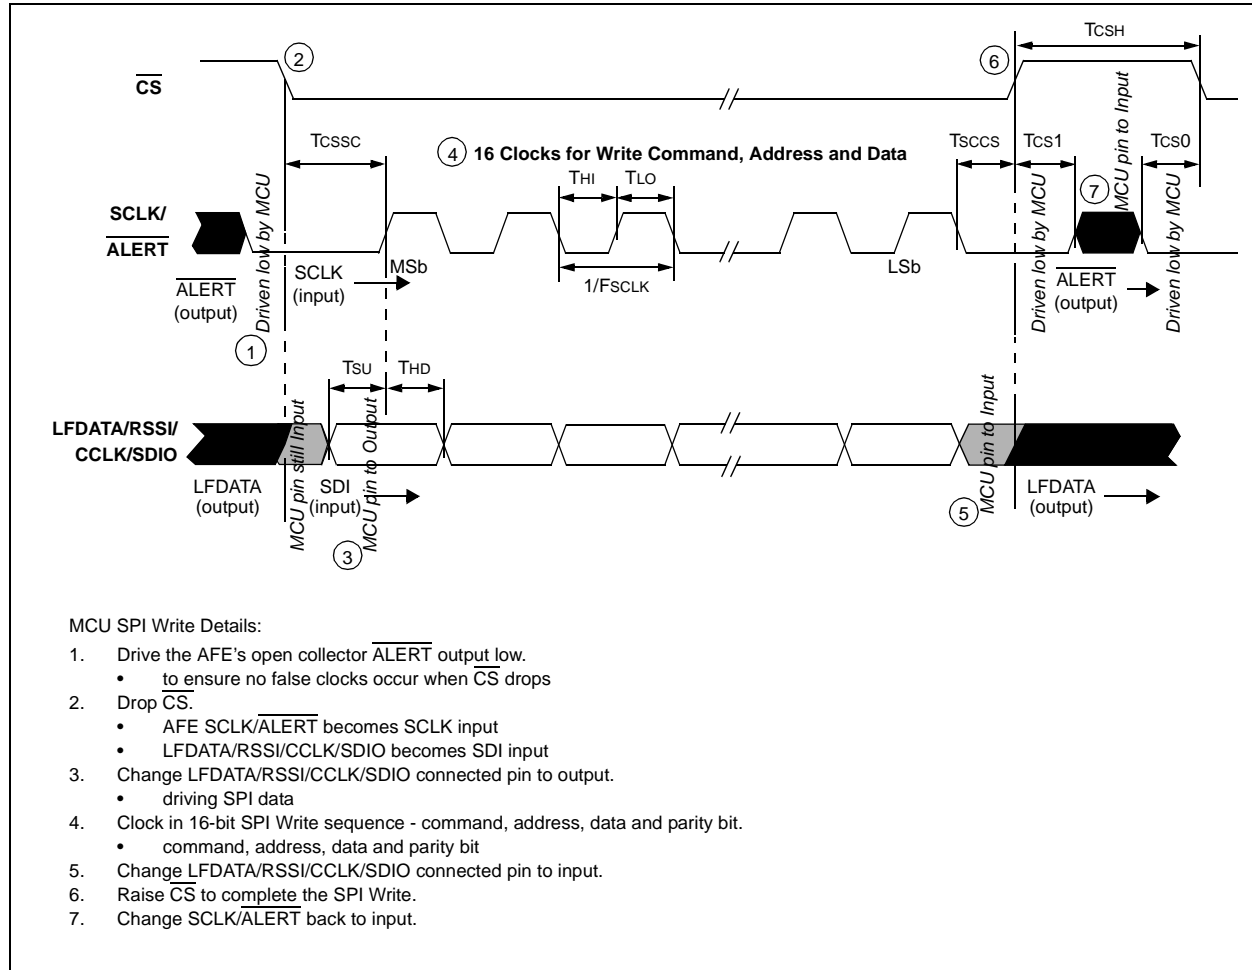 TCSH
2
6
CS
TCSSC
4 16 Clocks for Write Command, Address and Data
TSCCS TCS1 TCS0
MCU pin to Input
THI TLO
7
SCLK/
ALERT
Driven low by MCU
Driven low by MCU
Driven low by MCU
ALERT
(output)
SCLK
(input)
MSb
1/FSCLK
LSb
ALERT
(output)
1
TSU THD
LFDATA/RSSI/
CCLK/SDIO
MCU pin still Input
MCU pin to Output
MCU pin to Input
LFDATA
(output)
SDI
(input)
LFDATA
(output)
3
5
MCU SPI Write Details:
1. Drive the AFE's open collector ALERT output low.
• to ensure no false clocks occur when CS drops
2. Drop CS.
• AFE SCLK/ALERT becomes SCLK input
• LFDATA/RSSI/CCLK/SDIO becomes SDI input
3. Change LFDATA/RSSI/CCLK/SDIO connected pin to output.
• driving SPI data
4. Clock in 16-bit SPI Write sequence - command, address, data and parity bit.
• command, address, data and parity bit
5. Change LFDATA/RSSI/CCLK/SDIO connected pin to input.
6. Raise CS to complete the SPI Write.
7. Change SCLK/ALERT back to input.